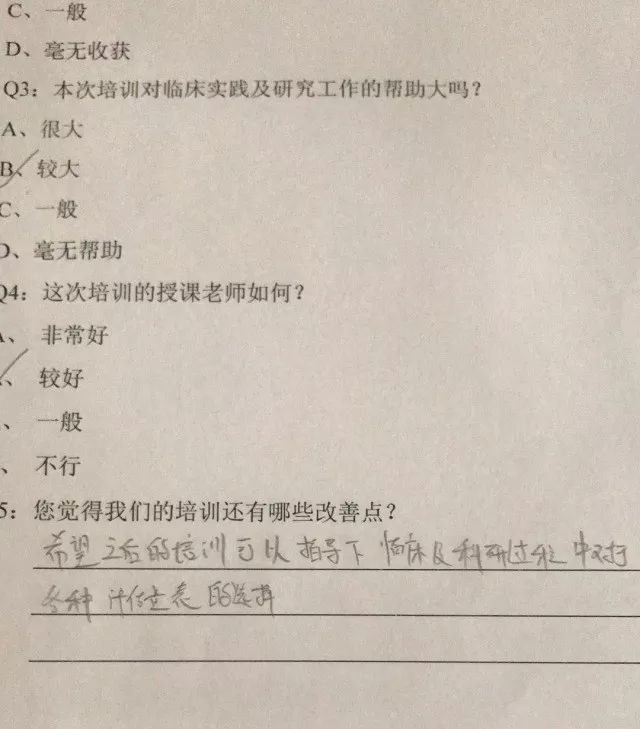 C、一般
D、毫无收获
Q3：本次培训对临床实践及研究工作的帮助大吗？
A、很大
B、较大
C、一般
D、毫无帮助
Q4：这次培训的授课老师如何？
、 非常好
、 较好
、 一般
、 不行
5：您觉得我们的培训还有哪些改善点？
希望之后的培训可以指导下临床及科研过程中对于
各种评估量表的选择